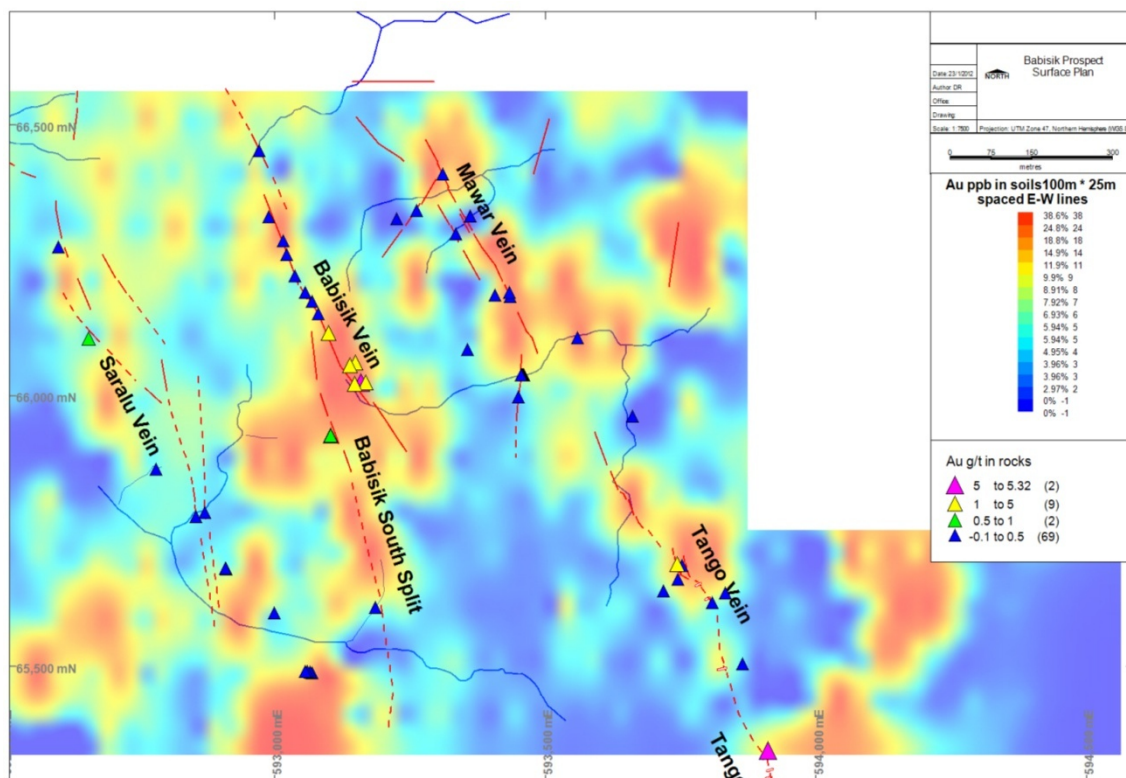 Babisik Prospect
Surface Plan
NORTH
Date: 23/1/2012
Author: DR
Office:
Drawing:
Scale: 1:7500
Projection: UTM Zone 47, Northern Hemisphere (WGS
0 75 150 300
metres
Au ppb in soils100m * 25m
spaced E-W lines
38.6% 38
24.8% 24
18.8% 18
14.9% 14
11.9% 11
9.9% 9
8.91% 8
7.92% 7
6.93% 6
5.94% 5
4.95% 4
3.96% 3
3.96% 3
2.97% 2
0% -1
0% -1
Au g/t in rocks
5 to 5.32 (2)
1 to 5 (9)
0.5 to 1 (2)
-0.1 to 0.5 (69)
66,500 mN
66,000 mN
65,500 mN
593,000 mE
593,500 mE
594,000 mE
Mawar Vein
Babisik Vein
Saralu Vein
Babisik South Split
Tango Vein
Tango